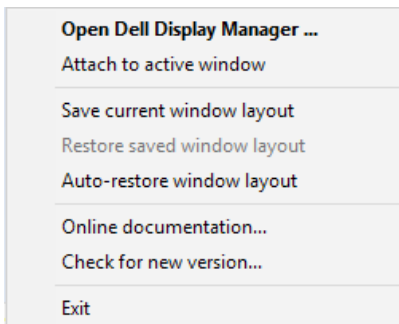 Open Dell Display Manager ...
Attach to active window
Save current window layout
Restore saved window layout
Auto-restore window layout
Online documentation...
Check for new version...
Exit